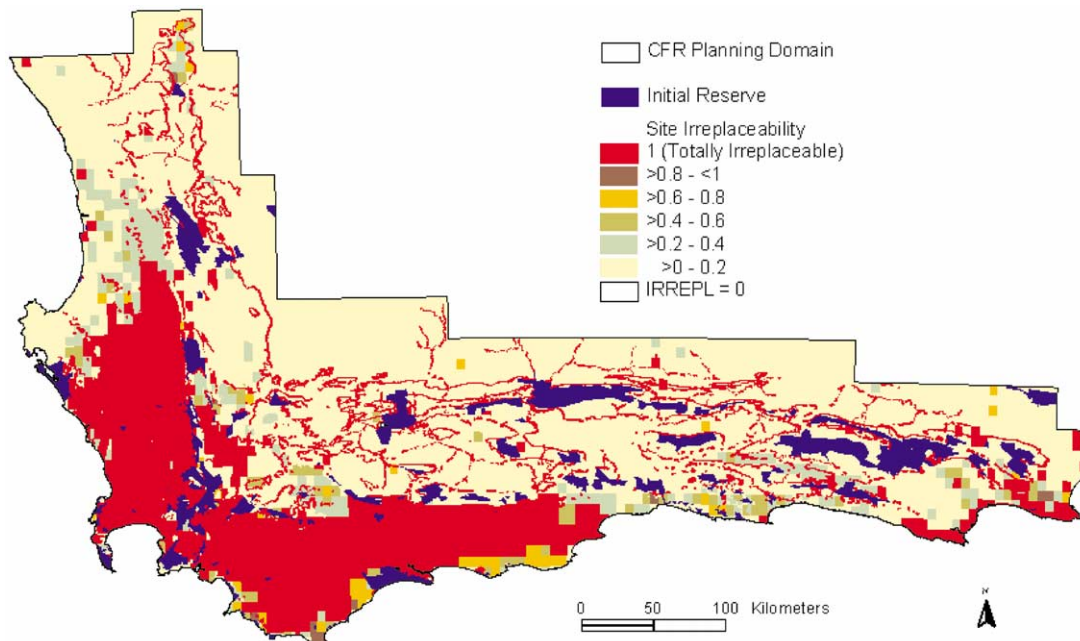 CFR Planning Domain
Initial Reserve
Site Irreplaceability
1 (Totally Irreplaceable)
>0.8 - <1
>0.6 - 0.8
>0.4 - 0.6
>0.2 - 0.4
>0 - 0.2
IRREPL = 0
N
0 50 100 Kilometers